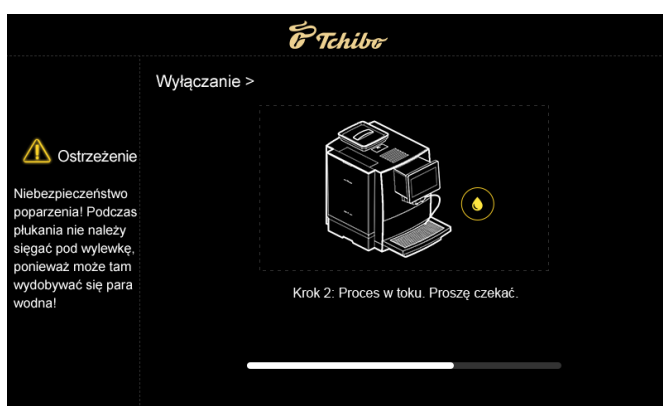 Tchibo
Wyłączanie >
Ostrzeżenie
Niebezpieczeństwo
poparzenia! Podczas
płukania nie należy
sięgać pod wylewkę,
ponieważ może tam
wydobywać się para
wodna!
Krok 2: Proces w toku. Proszę czekać.